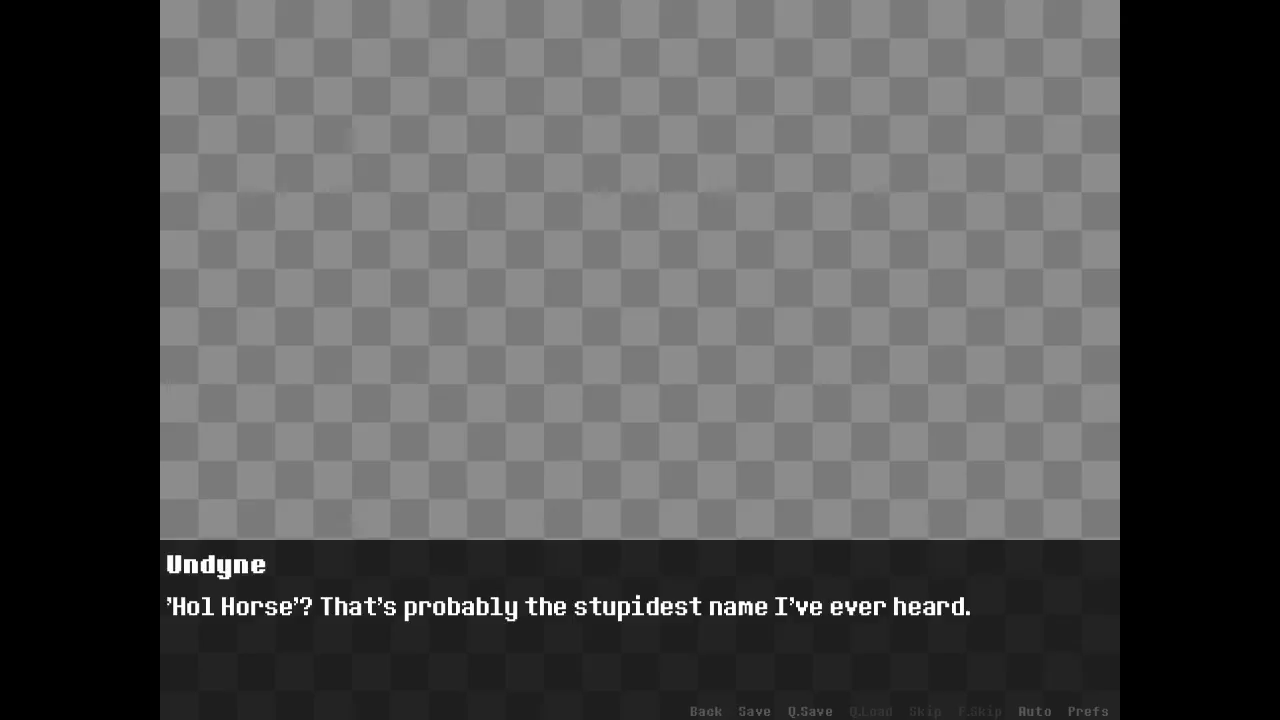 Undyne
'Hol Horse'? That's probably the stupidest name I've ever heard.
Back Save Q.Save Q.Load Skip F.Skip Auto Prefs